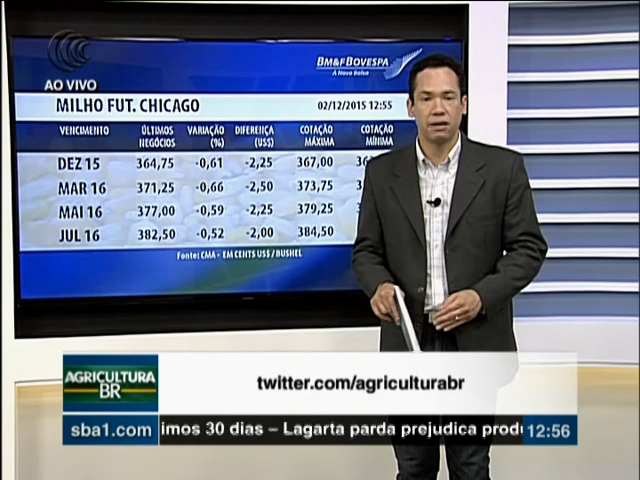 BM&FBOVESPA
A Nova Bolsa
AO VIVO
MILHO FUT. CHICAGO 02/12/2015 12:55
VENCIMENTO ÚLTIMOS NEGÓCIOS VARIAÇÃO (%) DIFERENÇA (US$) COTAÇÃO MÁXIMA COTAÇÃO MÍNIMA
DEZ 15 364,75 -0,61 -2,25 367,00
MAR 16 371,25 -0,66 -2,50 373,75
MAI 16 377,00 -0,59 -2,25 379,25
JUL 16 382,50 -0,52 -2,00 384,50
Fonte: CMA - EM CENTS US$ / BUSHEL
AGRICULTURA BR
twitter.com/agriculturabr
sba1.com imos 30 dias – Lagarta parda prejudica produ 12:56